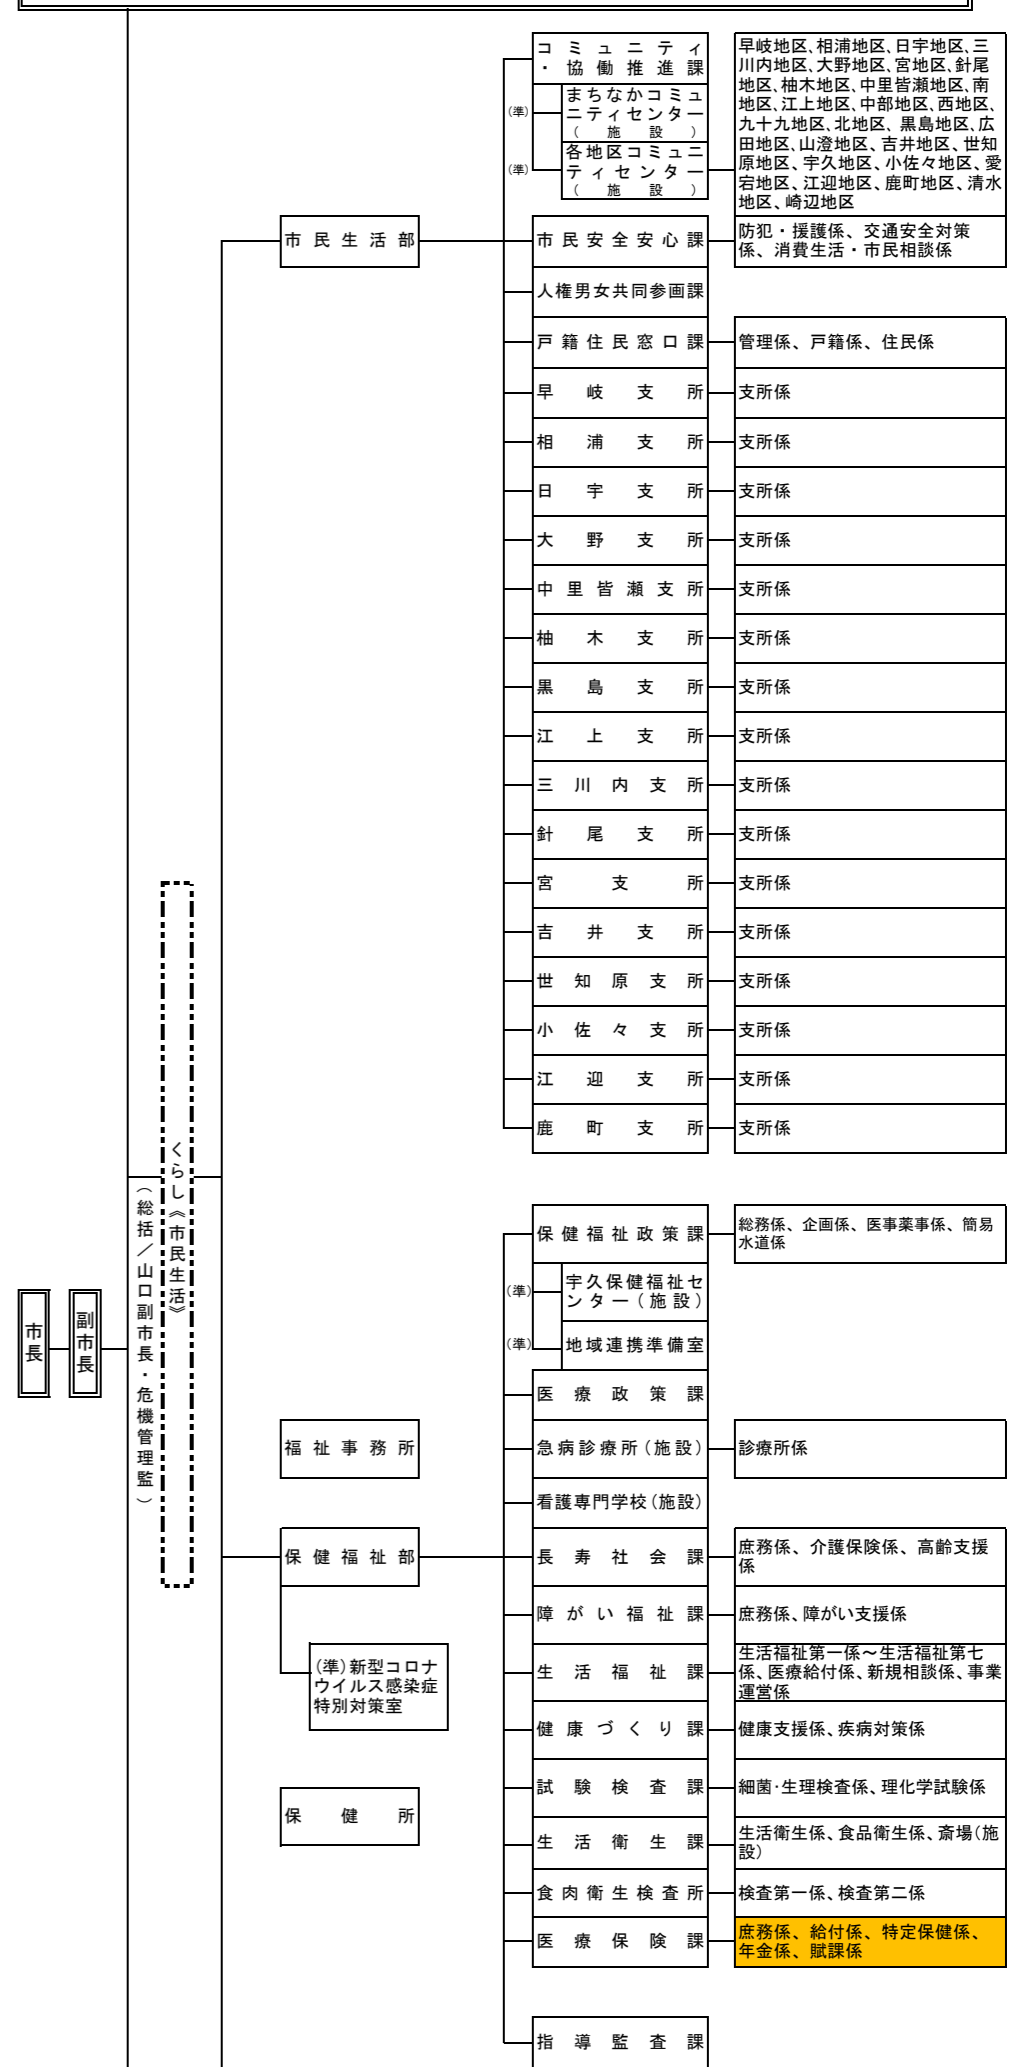 コミュニティ
・協働推進課
(準)
まちなかコミュ
ニティセンター
(施設)
(準)
各地区コミュニ
ティセンター
(施設)
早岐地区、相浦地区、日宇地区、三
川内地区、大野地区、宮地区、針尾
地区、柚木地区、中里皆瀬地区、南
地区、江上地区、中部地区、西地区、
九十九地区、北地区、黒島地区、広
田地区、山澄地区、吉井地区、世知
原地区、宇久地区、小佐々地区、愛
宕地区、江迎地区、鹿町地区、清水
地区、崎辺地区
市民生活部
市民安全安心課
防犯・援護係、交通安全対策
係、消費生活・市民相談係
人権男女共同参画課
戸籍住民窓口課
管理係、戸籍係、住民係
早岐支所
支所係
相浦支所
支所係
日宇支所
支所係
大野支所
支所係
中里皆瀬支所
支所係
柚木支所
支所係
黒島支所
支所係
江上支所
支所係
三川内支所
支所係
針尾支所
支所係
宮支所
支所係
吉井支所
支所係
世知原支所
支所係
小佐々支所
支所係
江迎支所
支所係
鹿町支所
支所係
市長
副市長
(総括/山口副市長・危機管理監)
くらし《市民生活》
保健福祉政策課
総務係、企画係、医事薬事係、簡易
水道係
(準)
宇久保健福祉セ
ンター(施設)
(準)
地域連携準備室
医療政策課
福祉事務所
急病診療所(施設)
診療所係
看護専門学校(施設)
保健福祉部
長寿社会課
庶務係、介護保険係、高齢支援
係
障がい福祉課
庶務係、障がい支援係
(準)新型コロナ
ウイルス感染症
特別対策室
生活福祉課
生活福祉第一係~生活福祉第七
係、医療給付係、新規相談係、事業
運営係
健康づくり課
健康支援係、疾病対策係
試験検査課
細菌・生理検査係、理化学試験係
保健所
生活衛生課
生活衛生係、食品衛生係、斎場(施
設)
食肉衛生検査所
検査第一係、検査第二係
医療保険課
庶務係、給付係、特定保健係、
年金係、賦課係
指導監査課